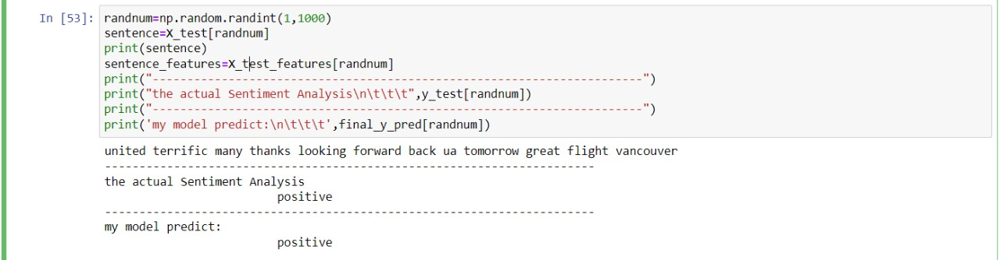 In [53]: randnum=np.random.randint(1,1000)
sentence=X_test[randnum]
print(sentence)
sentence_features=X_test_features[randnum]
print("----------------------------------------------------------------------")
print("the actual Sentiment Analysis\n\t\t\t",y_test[randnum])
print("----------------------------------------------------------------------")
print('my model predict:\n\t\t\t',final_y_pred[randnum])
united terrific many thanks looking forward back ua tomorrow great flight vancouver
----------------------------------------------------------------------
the actual Sentiment Analysis
positive
----------------------------------------------------------------------
my model predict:
positive